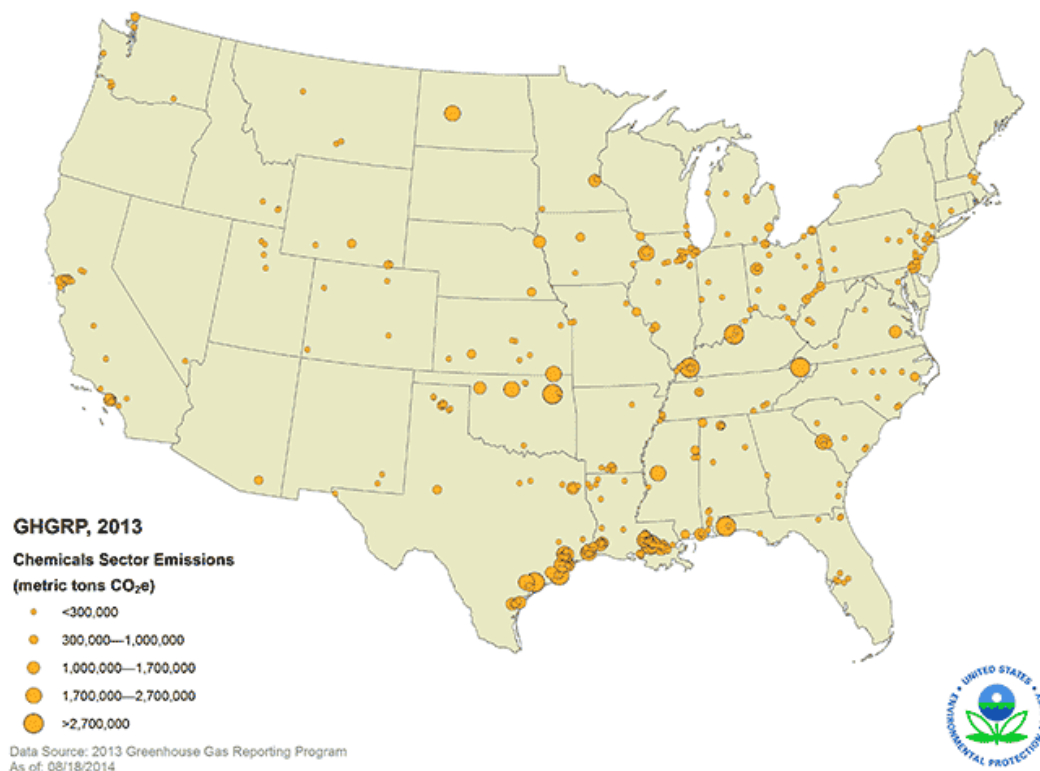 GHGRP, 2013
Chemicals Sector Emissions
(metric tons CO₂e)
<300,000
300,000—1,000,000
1,000,000—1,700,000
1,700,000—2,700,000
>2,700,000
Data Source: 2013 Greenhouse Gas Reporting Program
As of: 08/18/2014
UNITED STATES
ENVIRONMENTAL PROTECTION